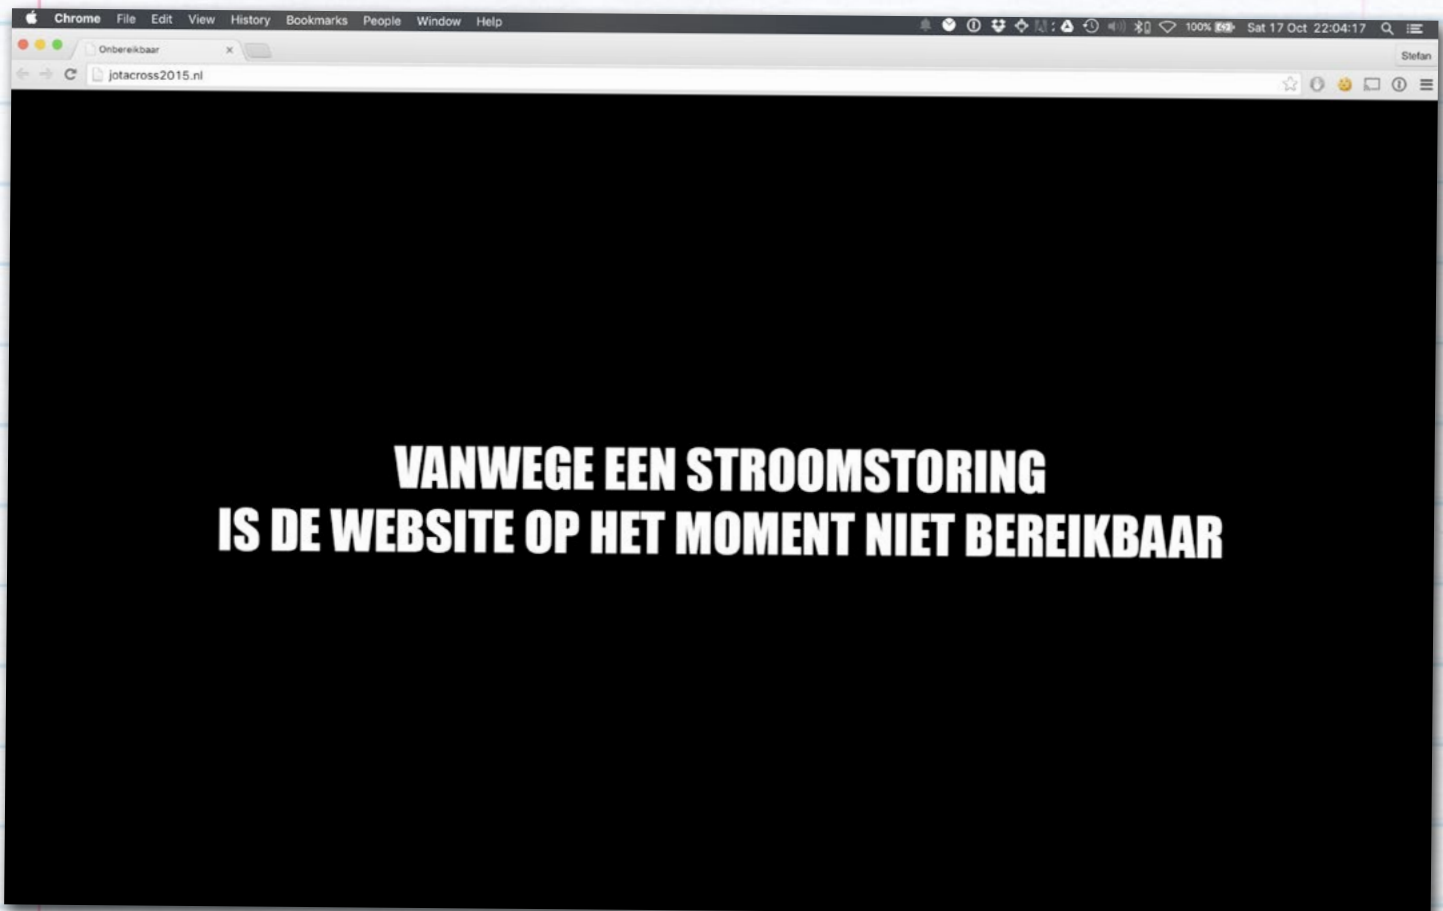 Chrome File Edit View History Bookmarks People Window Help 100% Sat 17 Oct 22:04:17
Onbereikbaar
Stefan
jotacross2015.nl
VANWEGE EEN STROOMSTORING
IS DE WEBSITE OP HET MOMENT NIET BEREIKBAAR